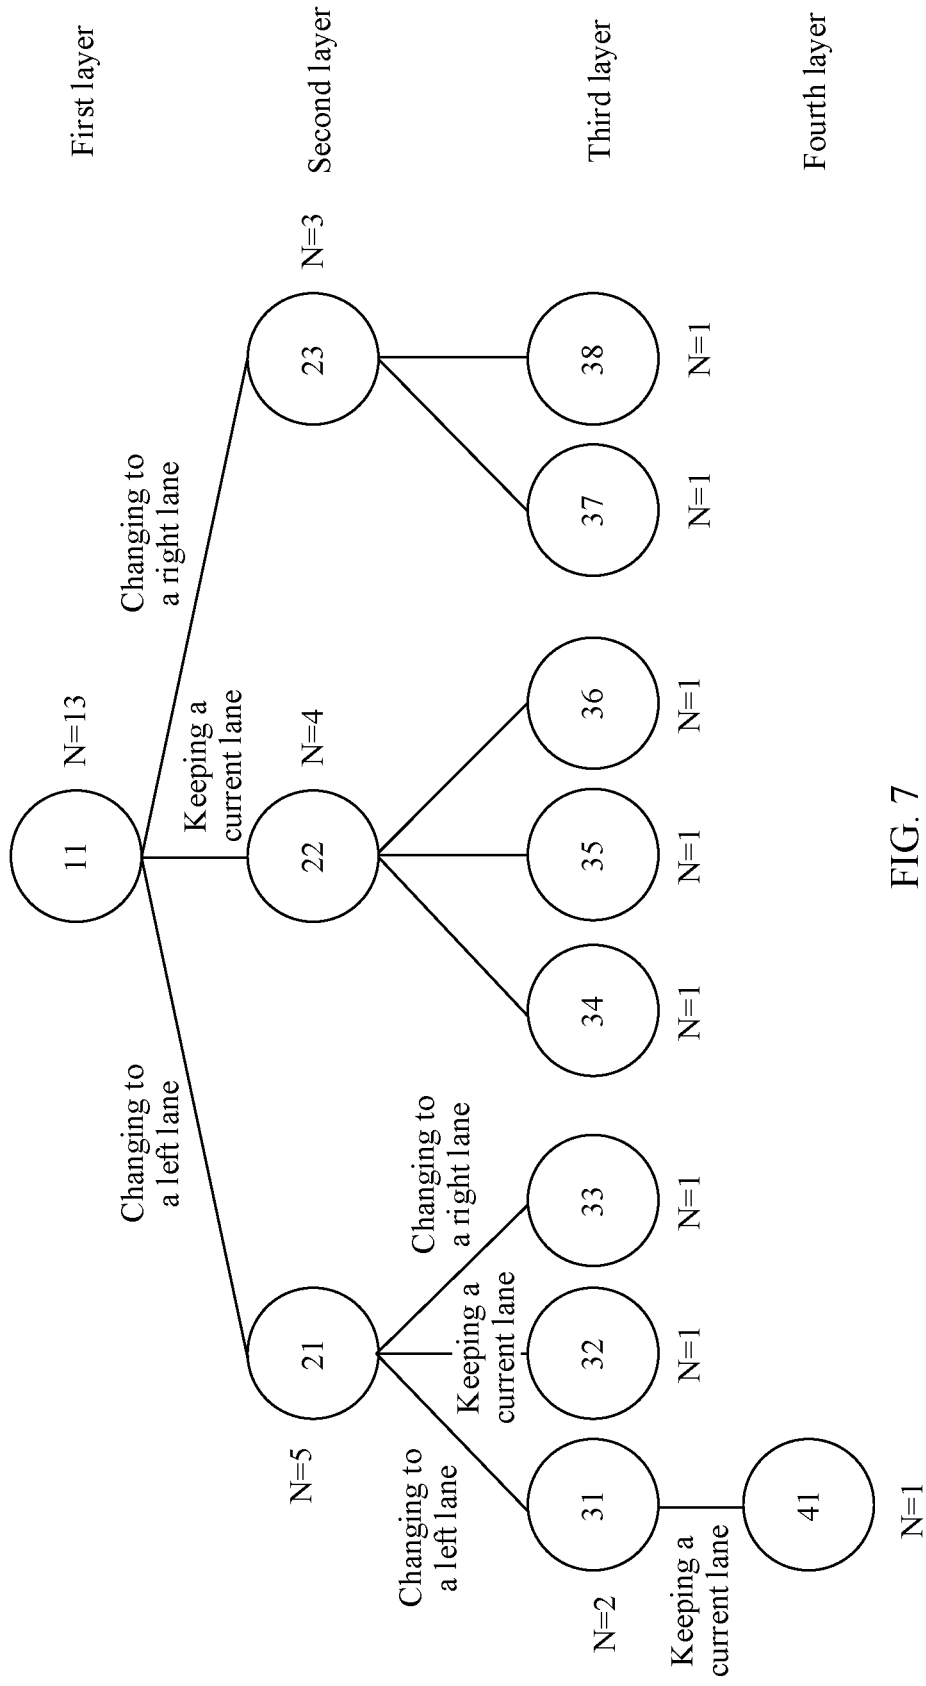 First layer
11
N=13
Changing to
a left lane
Keeping a
current lane
Changing to
a right lane
Second layer
N=5
21
22
N=4
23
N=3
Changing to
a left lane
Keeping a
current lane
Changing to
a right lane
Third layer
N=2
31
32
33
34
35
36
37
38
N=1
N=1
N=1
N=1
N=1
N=1
N=1
Keeping a
current lane
Fourth layer
41
N=1
FIG. 7